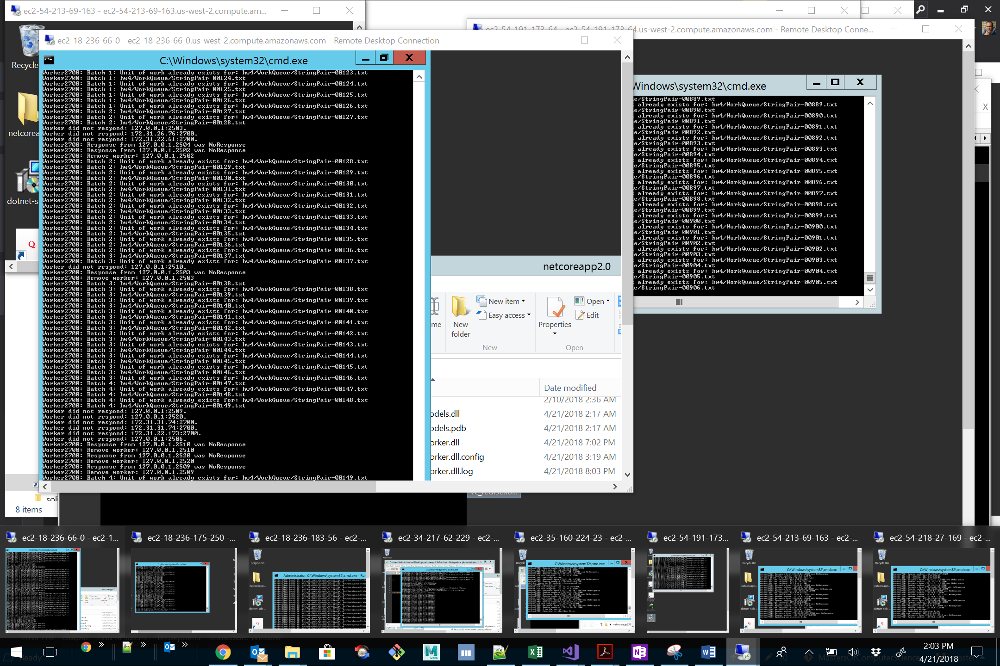 ec2-54-213-69-163 - ec2-54-213-69-163.us-west-2.compute.am...
ec2-54-191-173-64 - ec2-54-191-173-64.us-west-2.compute.amazonaws.com - Remote Desktop Conne...
ec2-18-236-66-0 - ec2-18-236-66-0.us-west-2.compute.amazonaws.com - Remote Desktop Connection
C:\Windows\system32\cmd.exe
Worker2700: Batch 1: Unit of work already exists for: hw4/WorkQueue/StringPair-00123.txt
Worker2700: Batch 1: hw4/WorkQueue/StringPair-00124.txt
Worker2700: Batch 1: Unit of work already exists for: hw4/WorkQueue/StringPair-00124.txt
Worker2700: Batch 1: hw4/WorkQueue/StringPair-00125.txt
Worker2700: Batch 1: Unit of work already exists for: hw4/WorkQueue/StringPair-00125.txt
Worker2700: Batch 1: hw4/WorkQueue/StringPair-00126.txt
Worker2700: Batch 1: Unit of work already exists for: hw4/WorkQueue/StringPair-00126.txt
Worker2700: Batch 2: hw4/WorkQueue/StringPair-00127.txt
Worker2700: Batch 2: Unit of work already exists for: hw4/WorkQueue/StringPair-00127.txt
Worker2700: Batch 2: hw4/WorkQueue/StringPair-00128.txt
Worker did not respond: 127.0.0.1:2503.
Worker did not respond: 172.31.26.76:2700.
Worker did not respond: 172.31.22.61:2700.
Worker2700: Response from 127.0.0.1.2504 was NoResponse
Worker2700: Response from 127.0.0.1.2502 was NoResponse
Worker2700: Remove worker: 127.0.0.1.2502
Worker2700: Batch 2: Unit of work already exists for: hw4/WorkQueue/StringPair-00128.txt
Worker2700: Batch 2: hw4/WorkQueue/StringPair-00129.txt
Worker2700: Batch 2: Unit of work already exists for: hw4/WorkQueue/StringPair-00129.txt
Worker2700: Batch 2: hw4/WorkQueue/StringPair-00130.txt
Worker2700: Batch 2: Unit of work already exists for: hw4/WorkQueue/StringPair-00130.txt
Worker2700: Batch 2: hw4/WorkQueue/StringPair-00131.txt
Worker2700: Batch 2: Unit of work already exists for: hw4/WorkQueue/StringPair-00131.txt
Worker2700: Batch 2: hw4/WorkQueue/StringPair-00132.txt
Worker2700: Batch 2: Unit of work already exists for: hw4/WorkQueue/StringPair-00132.txt
Worker2700: Batch 2: hw4/WorkQueue/StringPair-00133.txt
Worker2700: Batch 2: Unit of work already exists for: hw4/WorkQueue/StringPair-00133.txt
Worker2700: Batch 2: hw4/WorkQueue/StringPair-00134.txt
Worker2700: Batch 2: Unit of work already exists for: hw4/WorkQueue/StringPair-00134.txt
Worker2700: Batch 2: hw4/WorkQueue/StringPair-00135.txt
Worker2700: Batch 2: Unit of work already exists for: hw4/WorkQueue/StringPair-00135.txt
Worker2700: Batch 2: hw4/WorkQueue/StringPair-00136.txt
Worker2700: Batch 2: Unit of work already exists for: hw4/WorkQueue/StringPair-00136.txt
Worker2700: Batch 3: hw4/WorkQueue/StringPair-00137.txt
Worker2700: Batch 3: Unit of work already exists for: hw4/WorkQueue/StringPair-00137.txt
Worker did not respond: 127.0.0.1:2510.
Worker2700: Response from 127.0.0.1.2503 was NoResponse
Worker2700: Remove worker: 127.0.0.1.2503
Worker2700: Batch 3: hw4/WorkQueue/StringPair-00138.txt
Worker2700: Batch 3: Unit of work already exists for: hw4/WorkQueue/StringPair-00138.txt
Worker2700: Batch 3: hw4/WorkQueue/StringPair-00139.txt
Worker2700: Batch 3: Unit of work already exists for: hw4/WorkQueue/StringPair-00139.txt
Worker2700: Batch 3: hw4/WorkQueue/StringPair-00140.txt
Worker2700: Batch 3: Unit of work already exists for: hw4/WorkQueue/StringPair-00140.txt
Worker2700: Batch 3: hw4/WorkQueue/StringPair-00141.txt
Worker2700: Batch 3: Unit of work already exists for: hw4/WorkQueue/StringPair-00141.txt
Worker2700: Batch 3: hw4/WorkQueue/StringPair-00142.txt
Worker2700: Batch 3: Unit of work already exists for: hw4/WorkQueue/StringPair-00142.txt
Worker2700: Batch 3: hw4/WorkQueue/StringPair-00143.txt
Worker2700: Batch 3: Unit of work already exists for: hw4/WorkQueue/StringPair-00143.txt
Worker2700: Batch 3: hw4/WorkQueue/StringPair-00144.txt
Worker2700: Batch 3: Unit of work already exists for: hw4/WorkQueue/StringPair-00144.txt
Worker2700: Batch 3: hw4/WorkQueue/StringPair-00145.txt
Worker2700: Batch 3: Unit of work already exists for: hw4/WorkQueue/StringPair-00145.txt
Worker2700: Batch 3: hw4/WorkQueue/StringPair-00146.txt
Worker2700: Batch 3: Unit of work already exists for: hw4/WorkQueue/StringPair-00146.txt
Worker2700: Batch 4: hw4/WorkQueue/StringPair-00147.txt
Worker2700: Batch 4: Unit of work already exists for: hw4/WorkQueue/StringPair-00147.txt
Worker2700: Batch 4: hw4/WorkQueue/StringPair-00148.txt
Worker2700: Batch 4: Unit of work already exists for: hw4/WorkQueue/StringPair-00148.txt
Worker2700: Batch 4: hw4/WorkQueue/StringPair-00149.txt
Worker did not respond: 127.0.0.1:2509.
Worker did not respond: 127.0.0.1:2520.
Worker did not respond: 172.31.31.74:2700.
Worker did not respond: 172.31.31.74:2700.
Worker did not respond: 172.31.22.173:2700.
Worker did not respond: 127.0.0.1:2506.
Worker2700: Response from 127.0.0.1.2510 was NoResponse
Worker2700: Remove worker: 127.0.0.1.2510
Worker2700: Response from 127.0.0.1.2520 was NoResponse
Worker2700: Remove worker: 127.0.0.1.2520
Worker2700: Response from 127.0.0.1.2509 was NoResponse
Worker2700: Remove worker: 127.0.0.1.2509
Worker2700: Batch 4: Unit of work already exists for: hw4/WorkQueue/StringPair-00149.txt
Recycle
netcorea
dotnet-s
Q
8 items
Windows\system32\cmd.exe
e/StringPair-00889.txt
already exists for: hw4/WorkQueue/StringPair-00889.txt
e/StringPair-00890.txt
already exists for: hw4/WorkQueue/StringPair-00890.txt
e/StringPair-00891.txt
already exists for: hw4/WorkQueue/StringPair-00891.txt
e/StringPair-00892.txt
already exists for: hw4/WorkQueue/StringPair-00892.txt
e/StringPair-00893.txt
already exists for: hw4/WorkQueue/StringPair-00893.txt
e/StringPair-00894.txt
already exists for: hw4/WorkQueue/StringPair-00894.txt
e/StringPair-00895.txt
already exists for: hw4/WorkQueue/StringPair-00895.txt
e/StringPair-00896.txt
already exists for: hw4/WorkQueue/StringPair-00896.txt
e/StringPair-00897.txt
already exists for: hw4/WorkQueue/StringPair-00897.txt
e/StringPair-00898.txt
already exists for: hw4/WorkQueue/StringPair-00898.txt
e/StringPair-00899.txt
already exists for: hw4/WorkQueue/StringPair-00899.txt
e/StringPair-00900.txt
already exists for: hw4/WorkQueue/StringPair-00900.txt
e/StringPair-00901.txt
already exists for: hw4/WorkQueue/StringPair-00901.txt
e/StringPair-00902.txt
already exists for: hw4/WorkQueue/StringPair-00902.txt
e/StringPair-00903.txt
already exists for: hw4/WorkQueue/StringPair-00903.txt
e/StringPair-00904.txt
already exists for: hw4/WorkQueue/StringPair-00904.txt
e/StringPair-00905.txt
already exists for: hw4/WorkQueue/StringPair-00905.txt
e/StringPair-00906.txt
netcoreapp2.0
me
New folder
New item
Easy access
New
Properties
Open
Edit
Open
Date modified
2/10/2018 2:36 AM
odels.dll 4/21/2018 2:17 AM
odels.pdb 4/21/2018 2:17 AM
orker.dll 4/21/2018 7:02 PM
orker.dll.config 4/21/2018 3:19 AM
orker.dll.log 4/21/2018 8:03 PM
ec2-18-236-66-0 - ec2-1...
ec2-18-236-175-250 -...
ec2-18-236-183-56 - ec2-...
ec2-34-217-62-229 - ec2-...
ec2-35-160-224-23 - ec2-...
ec2-54-191-173...
ec2-54-213-69-163 - ec2-...
ec2-54-218-27-169 - ec2-...
Ready
MAYA
2:03 PM
4/21/2018